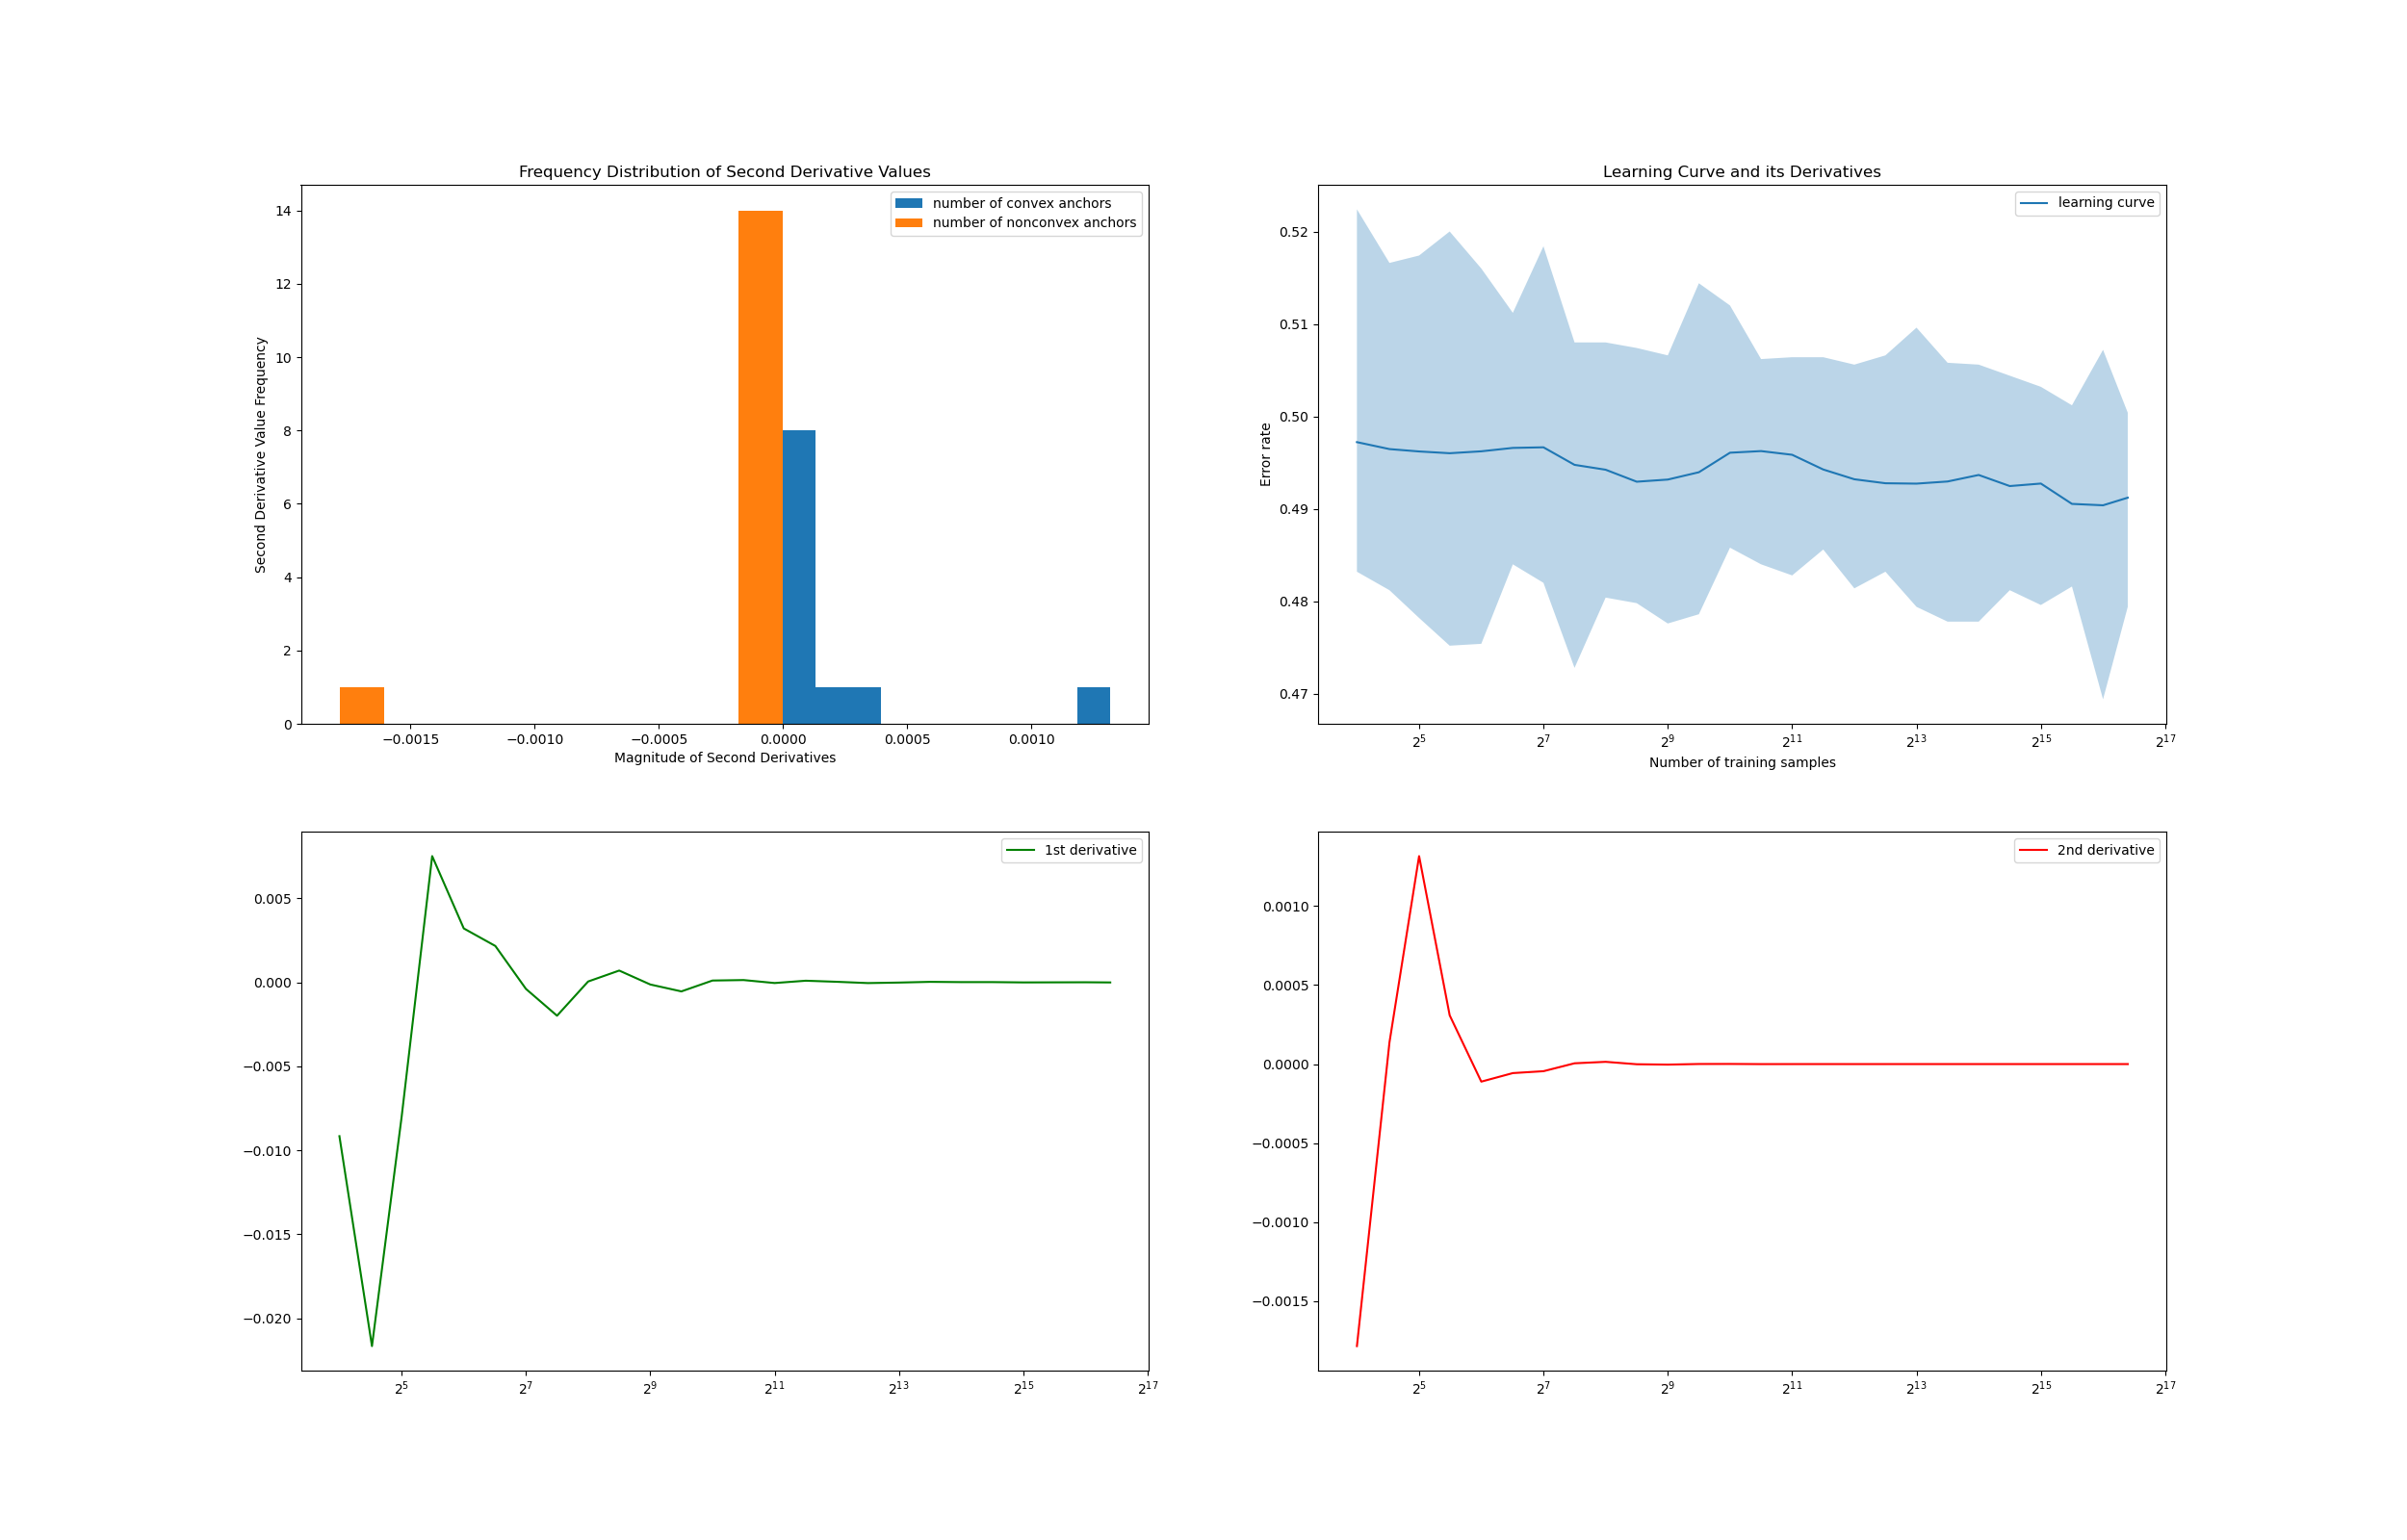 Frequency Distribution of Second Derivative Values
number of convex anchors
number of nonconvex anchors
Second Derivative Value Frequency
14
12
10
8
6
4
2
0
−0.0015 −0.0010 −0.0005 0.0000 0.0005 0.0010
Magnitude of Second Derivatives
Learning Curve and its Derivatives
learning curve
Error rate
0.52
0.51
0.50
0.49
0.48
0.47
2^5 2^7 2^9 2^11 2^13 2^15 2^17
Number of training samples
1st derivative
0.005
0.000
−0.005
−0.010
−0.015
−0.020
2^5 2^7 2^9 2^11 2^13 2^15 2^17
2nd derivative
0.0010
0.0005
0.0000
−0.0005
−0.0010
−0.0015
2^5 2^7 2^9 2^11 2^13 2^15 2^17